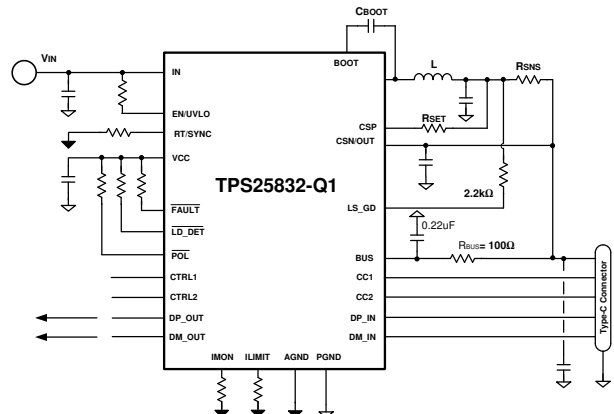 CBOOT
VIN
IN
BOOT
L
RSNS
EN/UVLO
RT/SYNC
CSP
RSET
CSN/OUT
VCC
TPS25832-Q1
2.2kΩ
FAULT
LS_GD
LD_DET
0.22uF
POL
BUS
RBUS= 100Ω
CTRL1
CC1
CTRL2
CC2
DP_OUT
DP_IN
DM_OUT
DM_IN
Type-C Connector
IMON
ILIMIT
AGND
PGND